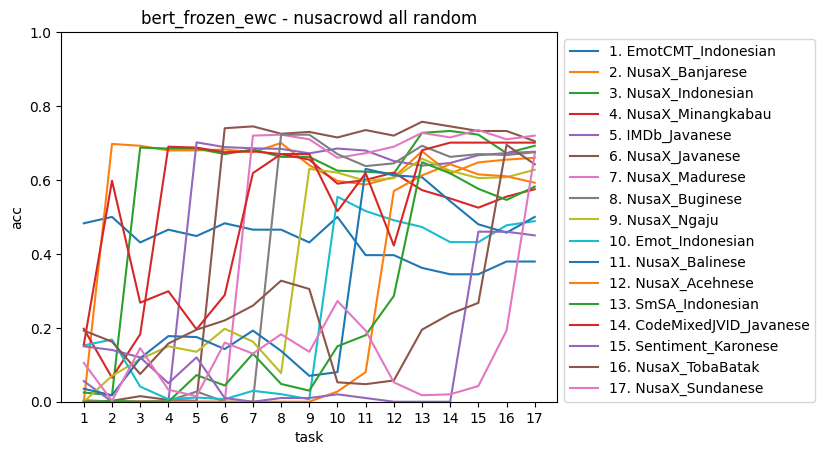 bert_frozen_ewc - nusacrowd all random
1.0
0.8
0.6
0.4
0.2
0.0
acc
1 2 3 4 5 6 7 8 9 10 11 12 13 14 15 16 17
task
1. EmotCMT_Indonesian
2. NusaX_Banjarese
3. NusaX_Indonesian
4. NusaX_Minangkabau
5. IMDb_Javanese
6. NusaX_Javanese
7. NusaX_Madurese
8. NusaX_Buginese
9. NusaX_Ngaju
10. Emot_Indonesian
11. NusaX_Balinese
12. NusaX_Acehnese
13. SmSA_Indonesian
14. CodeMixedJVID_Javanese
15. Sentiment_Karonese
16. NusaX_TobaBatak
17. NusaX_Sundanese